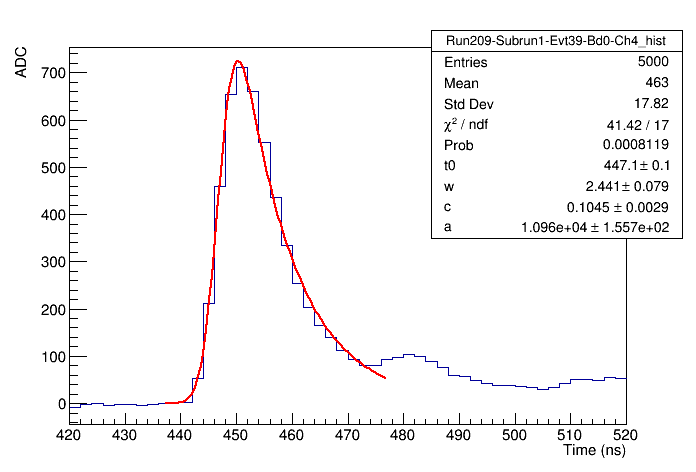 Run209-Subrun1-Evt39-Bd0-Ch4_hist
Entries 5000
Mean 463
Std Dev 17.82
χ² / ndf 41.42 / 17
Prob 0.0008119
t0 447.1± 0.1
w 2.441± 0.079
c 0.1045 ± 0.0029
a 1.096e+04 ± 1.557e+02
ADC
700
600
500
400
300
200
100
0
420 430 440 450 460 470 480 490 500 510 520
Time (ns)